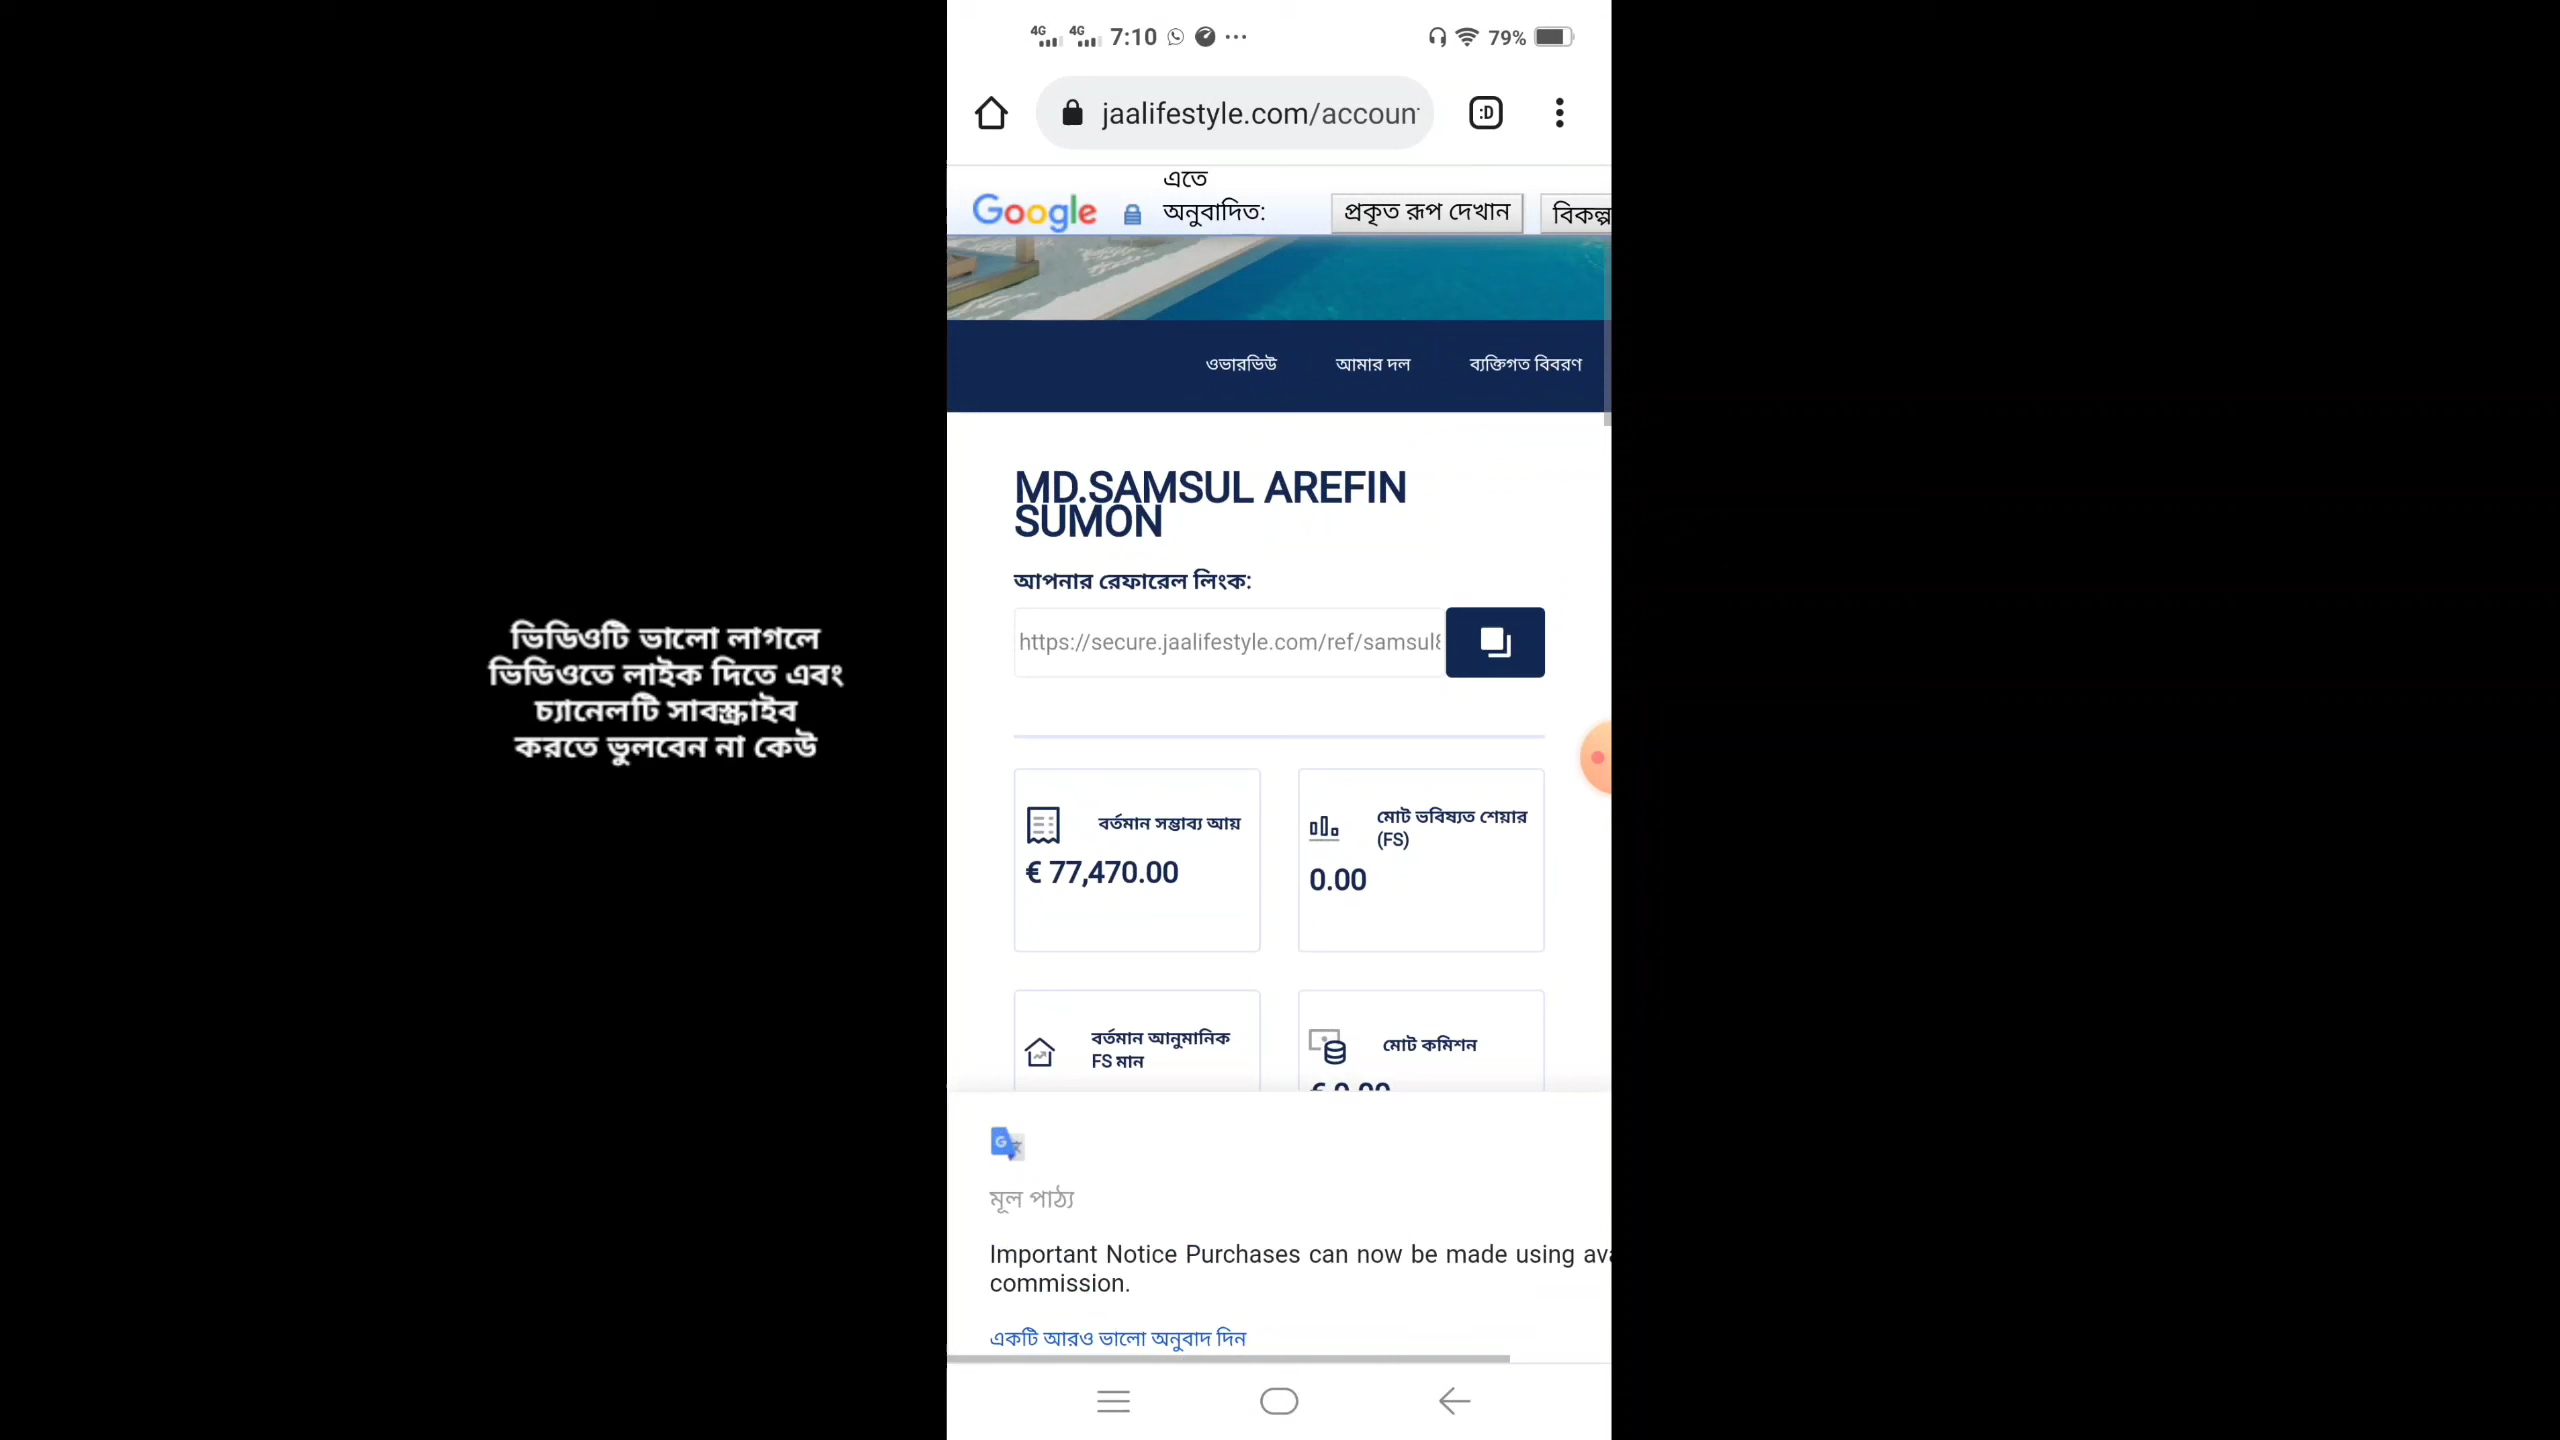 4G 4G 7:10 79%
jaalifestyle.com/accoun
:D
Google
এতে
অনুবাদিত:
প্রকৃত রূপ দেখান
বিকল্প
ওভারভিউ আমার দল ব্যক্তিগত বিবরণ
MD.SAMSUL AREFIN
SUMON
আপনার রেফারেল লিংক:
https://secure.jaalifestyle.com/ref/samsul
ভিডিওটি ভালো লাগলে
ভিডিওতে লাইক দিতে এবং
চ্যানেলটি সাবস্ক্রাইব
করতে ভুলবেন না কেউ
বর্তমান সম্ভাব্য আয়
€ 77,470.00
মোট ভবিষ্যত শেয়ার
(FS)
0.00
বর্তমান আনুমানিক
FS মান
মোট কমিশন
মূল পাঠ্য
Important Notice Purchases can now be made using
commission.
একটি আরও ভালো অনুবাদ দিন